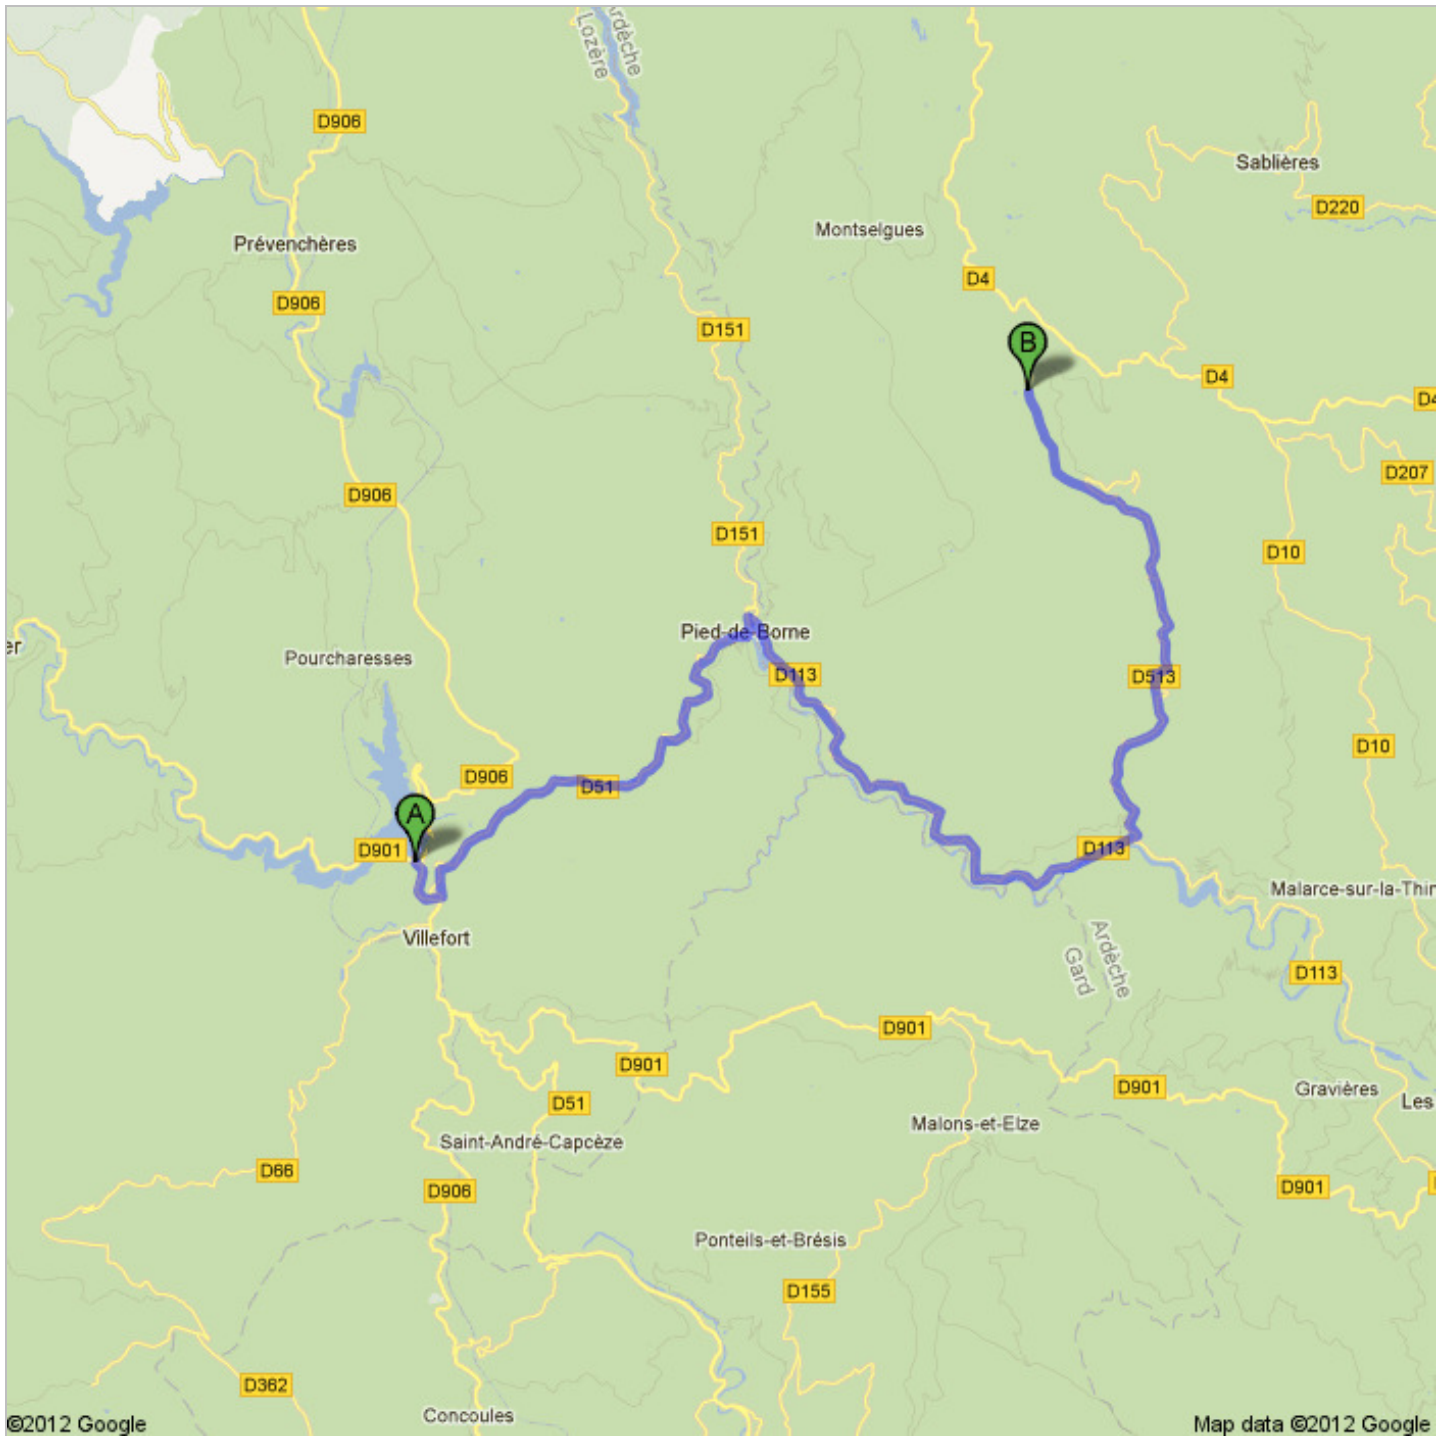 Lozère
Ardèche
D906
Sablières
D220
Montselgues
Prévenchères
D4
D906
D151
B
D4
D4
D207
D906
D151
D10
Pied-de-Borne
er
Pourcharesses
D113
D513
D10
D906
D51
A
D901
D113
Malarce-sur-la-Thin
Villefort
Ardèche
Gard
D113
D901
D901
D901
Gravières
Les
D51
Malons-et-Elze
Saint-André-Capcèze
D66
D906
D901
Ponteils-et-Brésis
D155
D362
Concoules
©2012 Google
Map data ©2012 Google